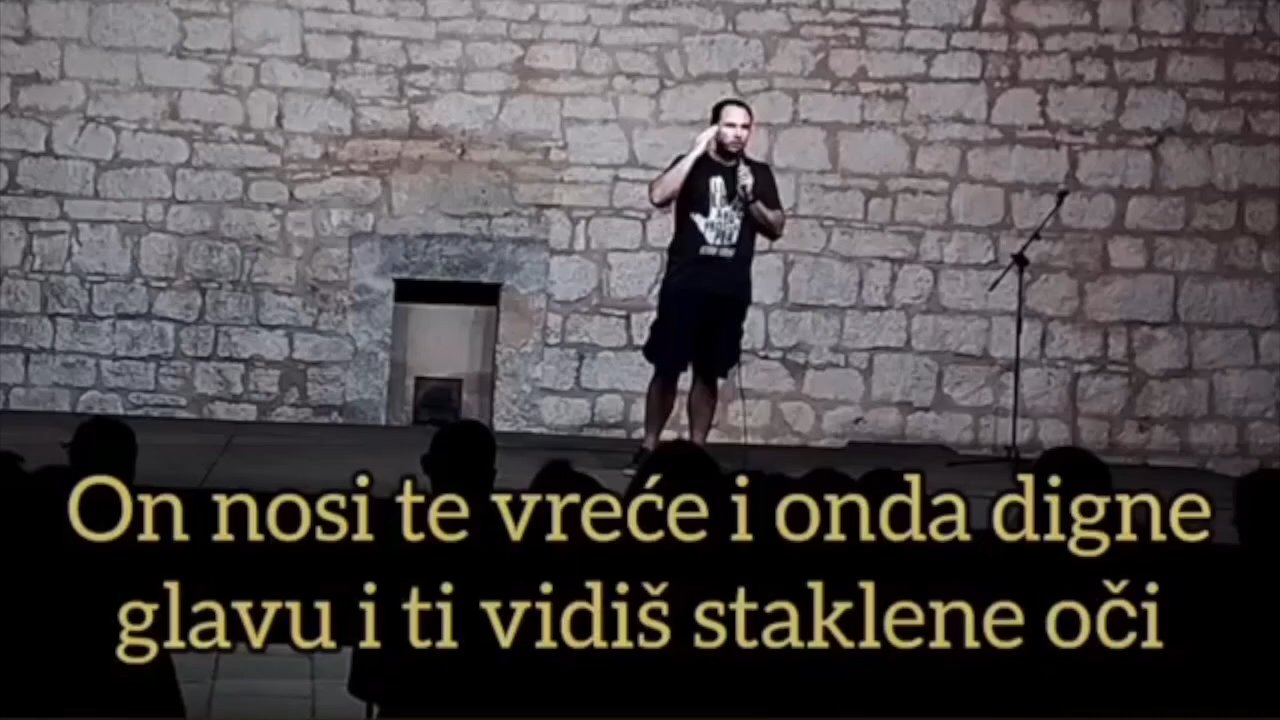 On nosi te vreće i onda digne
glavu i ti vidiš staklene oči